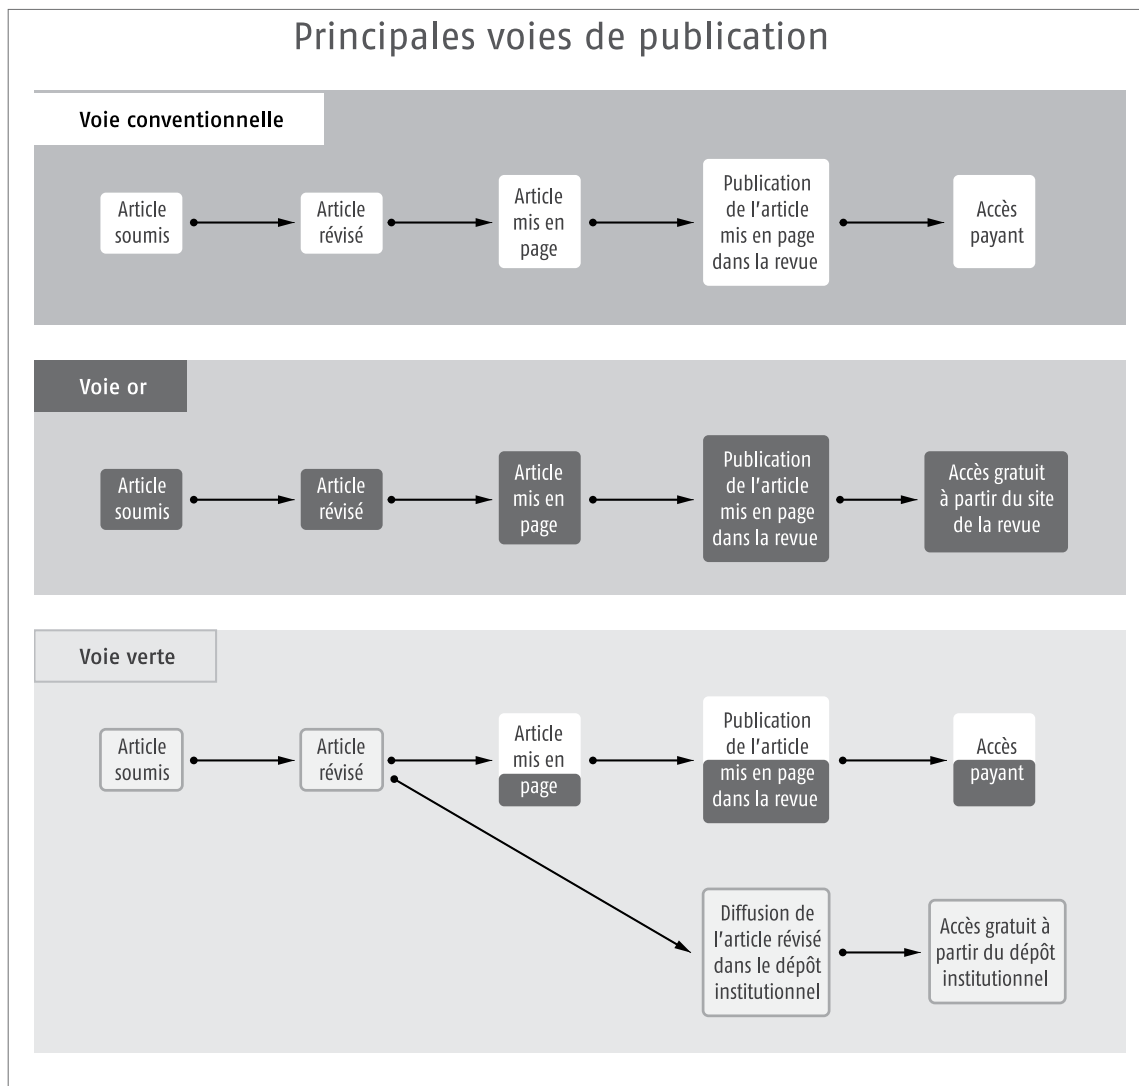 Principales voies de publication
Voie conventionnelle
Article
soumis
Article
révisé
Article
mis en
page
Publication
de l'article
mis en page
dans la revue
Accès
payant
Voie or
Article
soumis
Article
révisé
Article
mis en
page
Publication
de l'article
mis en page
dans la revue
Accès gratuit
à partir du site
de la revue
Voie verte
Article
soumis
Article
révisé
Article
mis en
page
Publication
de l'article
mis en page
dans la revue
Accès
payant
Diffusion de
l'article révisé
dans le dépôt
institutionnel
Accès gratuit à
partir du dépôt
institutionnel